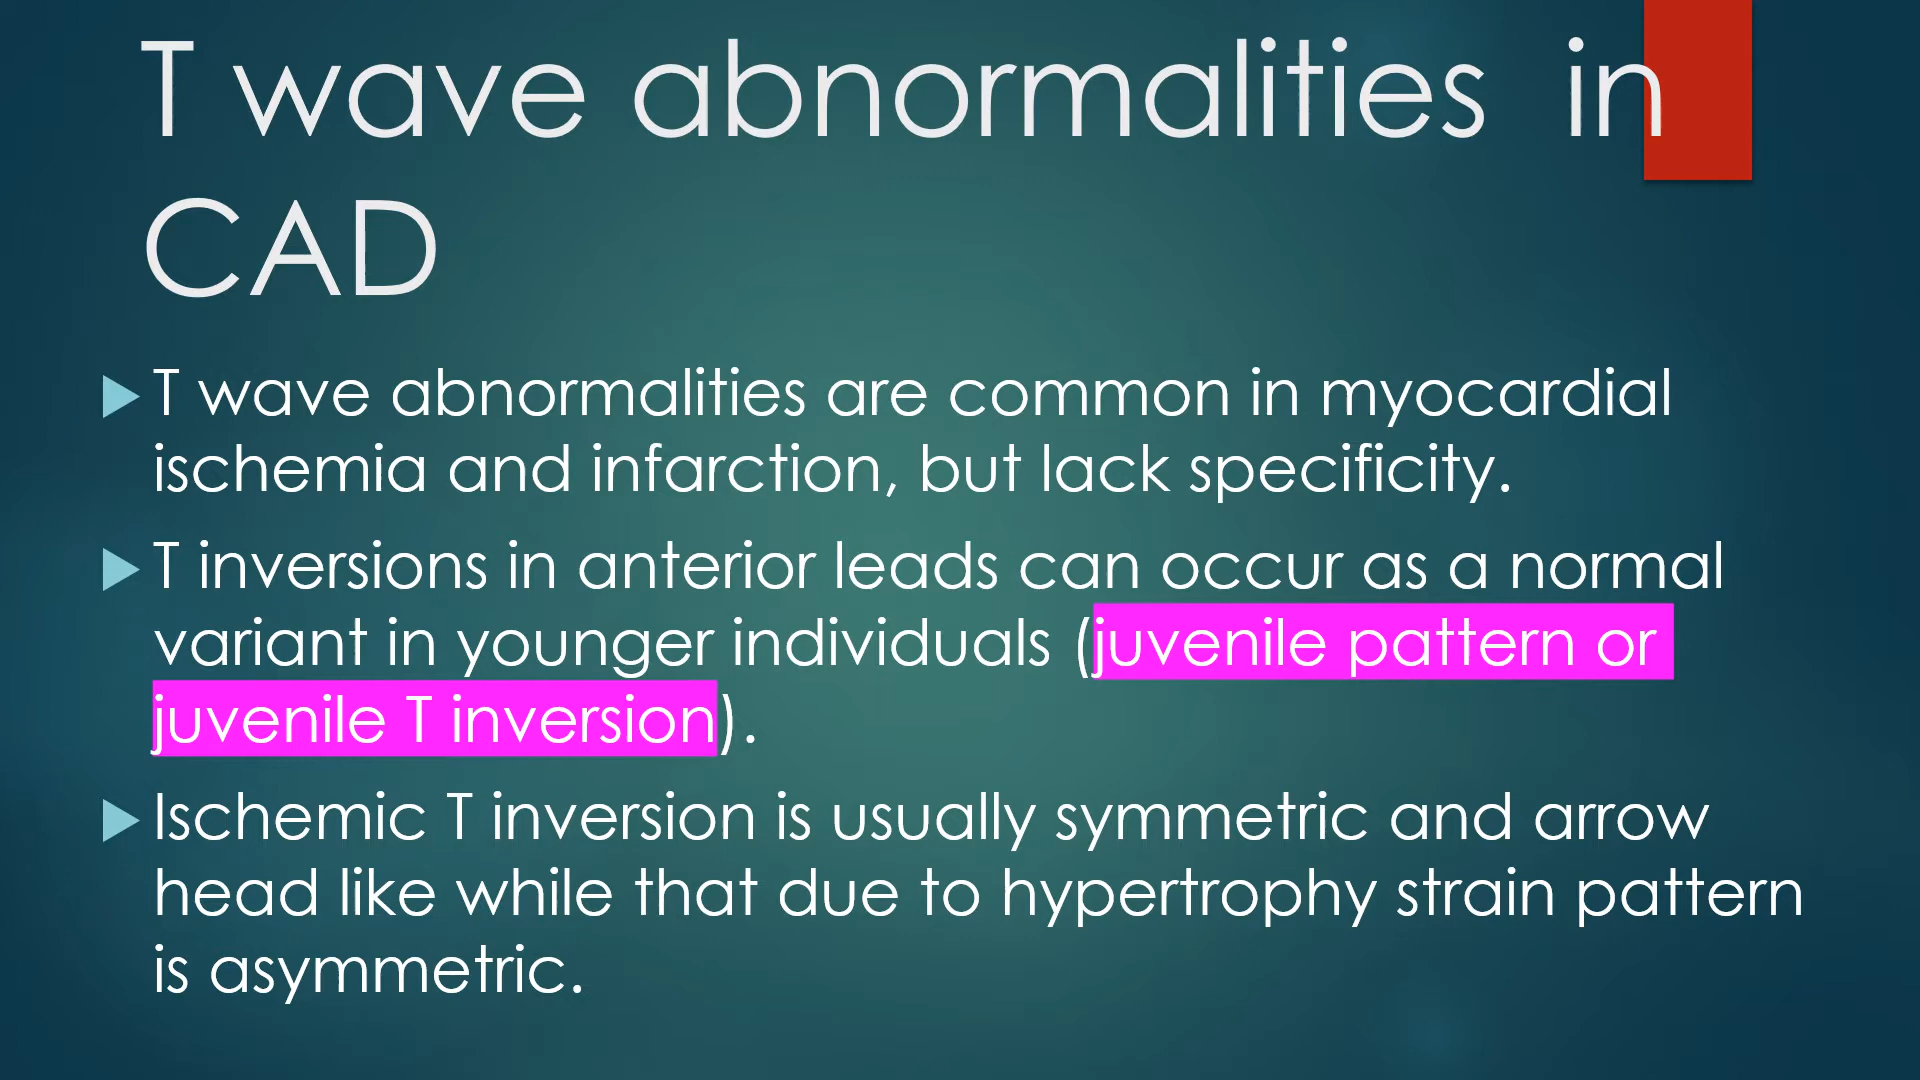 T wave abnormalities  in
CAD
T wave abnormalities are common in myocardial
ischemia and infarction, but lack specificity.
T inversions in anterior leads can occur as a normal
variant in younger individuals (juvenile pattern or
juvenile T inversion).
Ischemic T inversion is usually symmetric and arrow
head like while that due to hypertrophy strain pattern
is asymmetric.